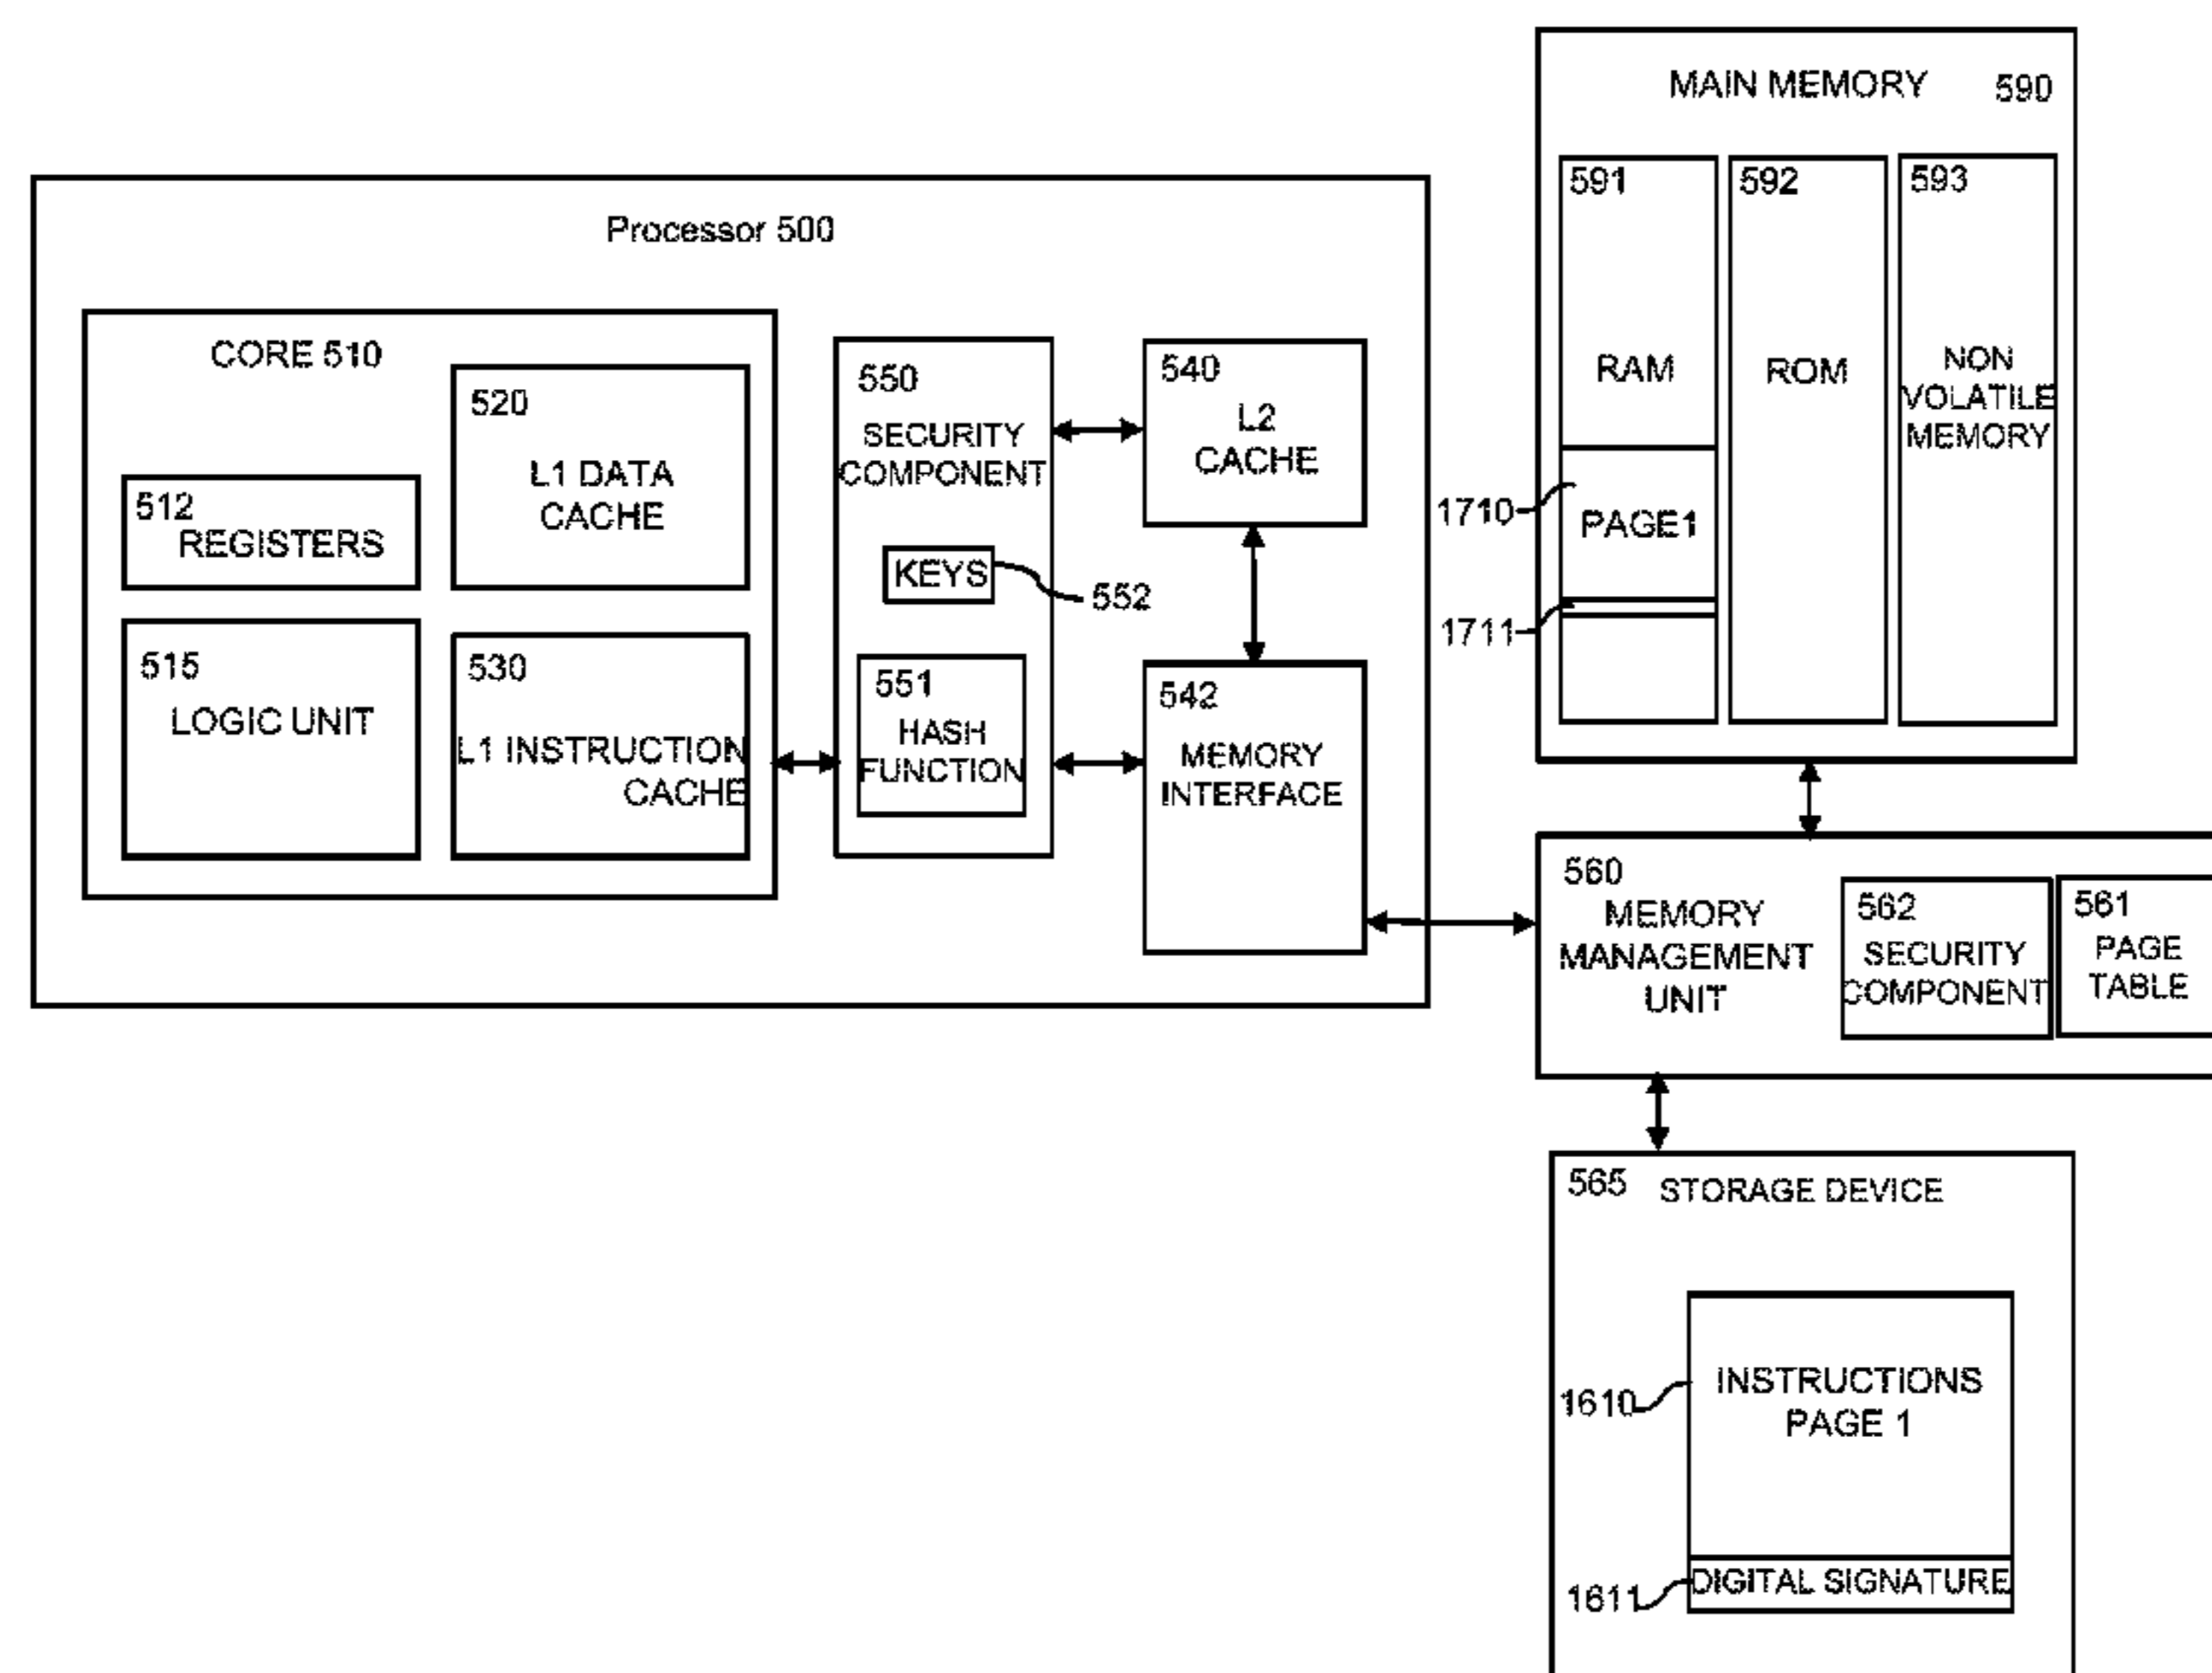 MAIN MEMORY 590
591
RAM
1710
PAGE1
1711
592
ROM
593
NON
VOLATILE
MEMORY
Processor 500
CORE 510
512
REGISTERS
520
L1 DATA
CACHE
515
LOGIC UNIT
530
L1 INSTRUCTION
CACHE
550
SECURITY
COMPONENT
KEYS
552
551
HASH
FUNCTION
540
L2
CACHE
542
MEMORY
INTERFACE
560
MEMORY
MANAGEMENT
UNIT
562
SECURITY
COMPONENT
561
PAGE
TABLE
565 STORAGE DEVICE
1610
INSTRUCTIONS
PAGE 1
1611
DIGITAL SIGNATURE